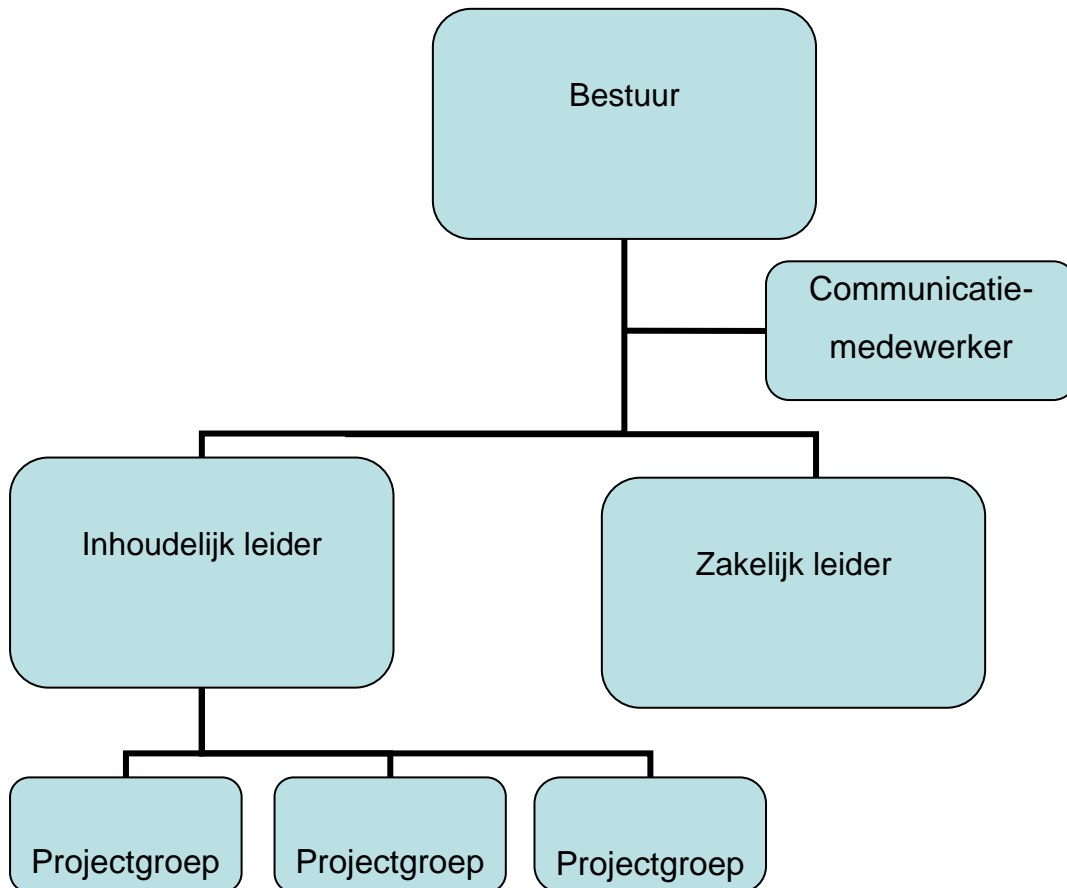 Bestuur
Communicatie-
medewerker
Inhoudelijk leider
Zakelijk leider
Projectgroep
Projectgroep
Projectgroep